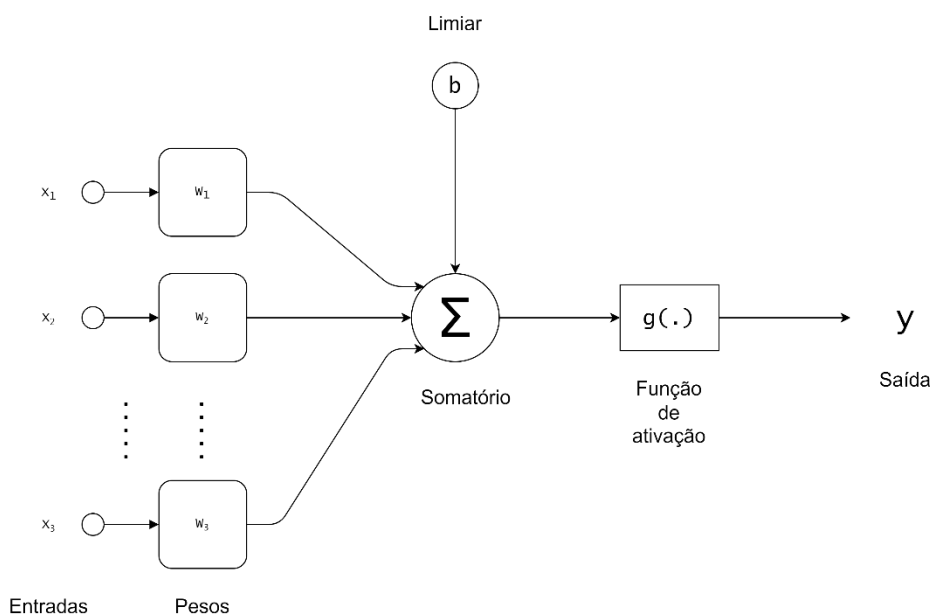 Limiar
b
x₁
w₁
x₂
w₂
Σ
g(.)
y
Somatório
Função
de
ativação
Saída
x₃
w₃
Entradas
Pesos